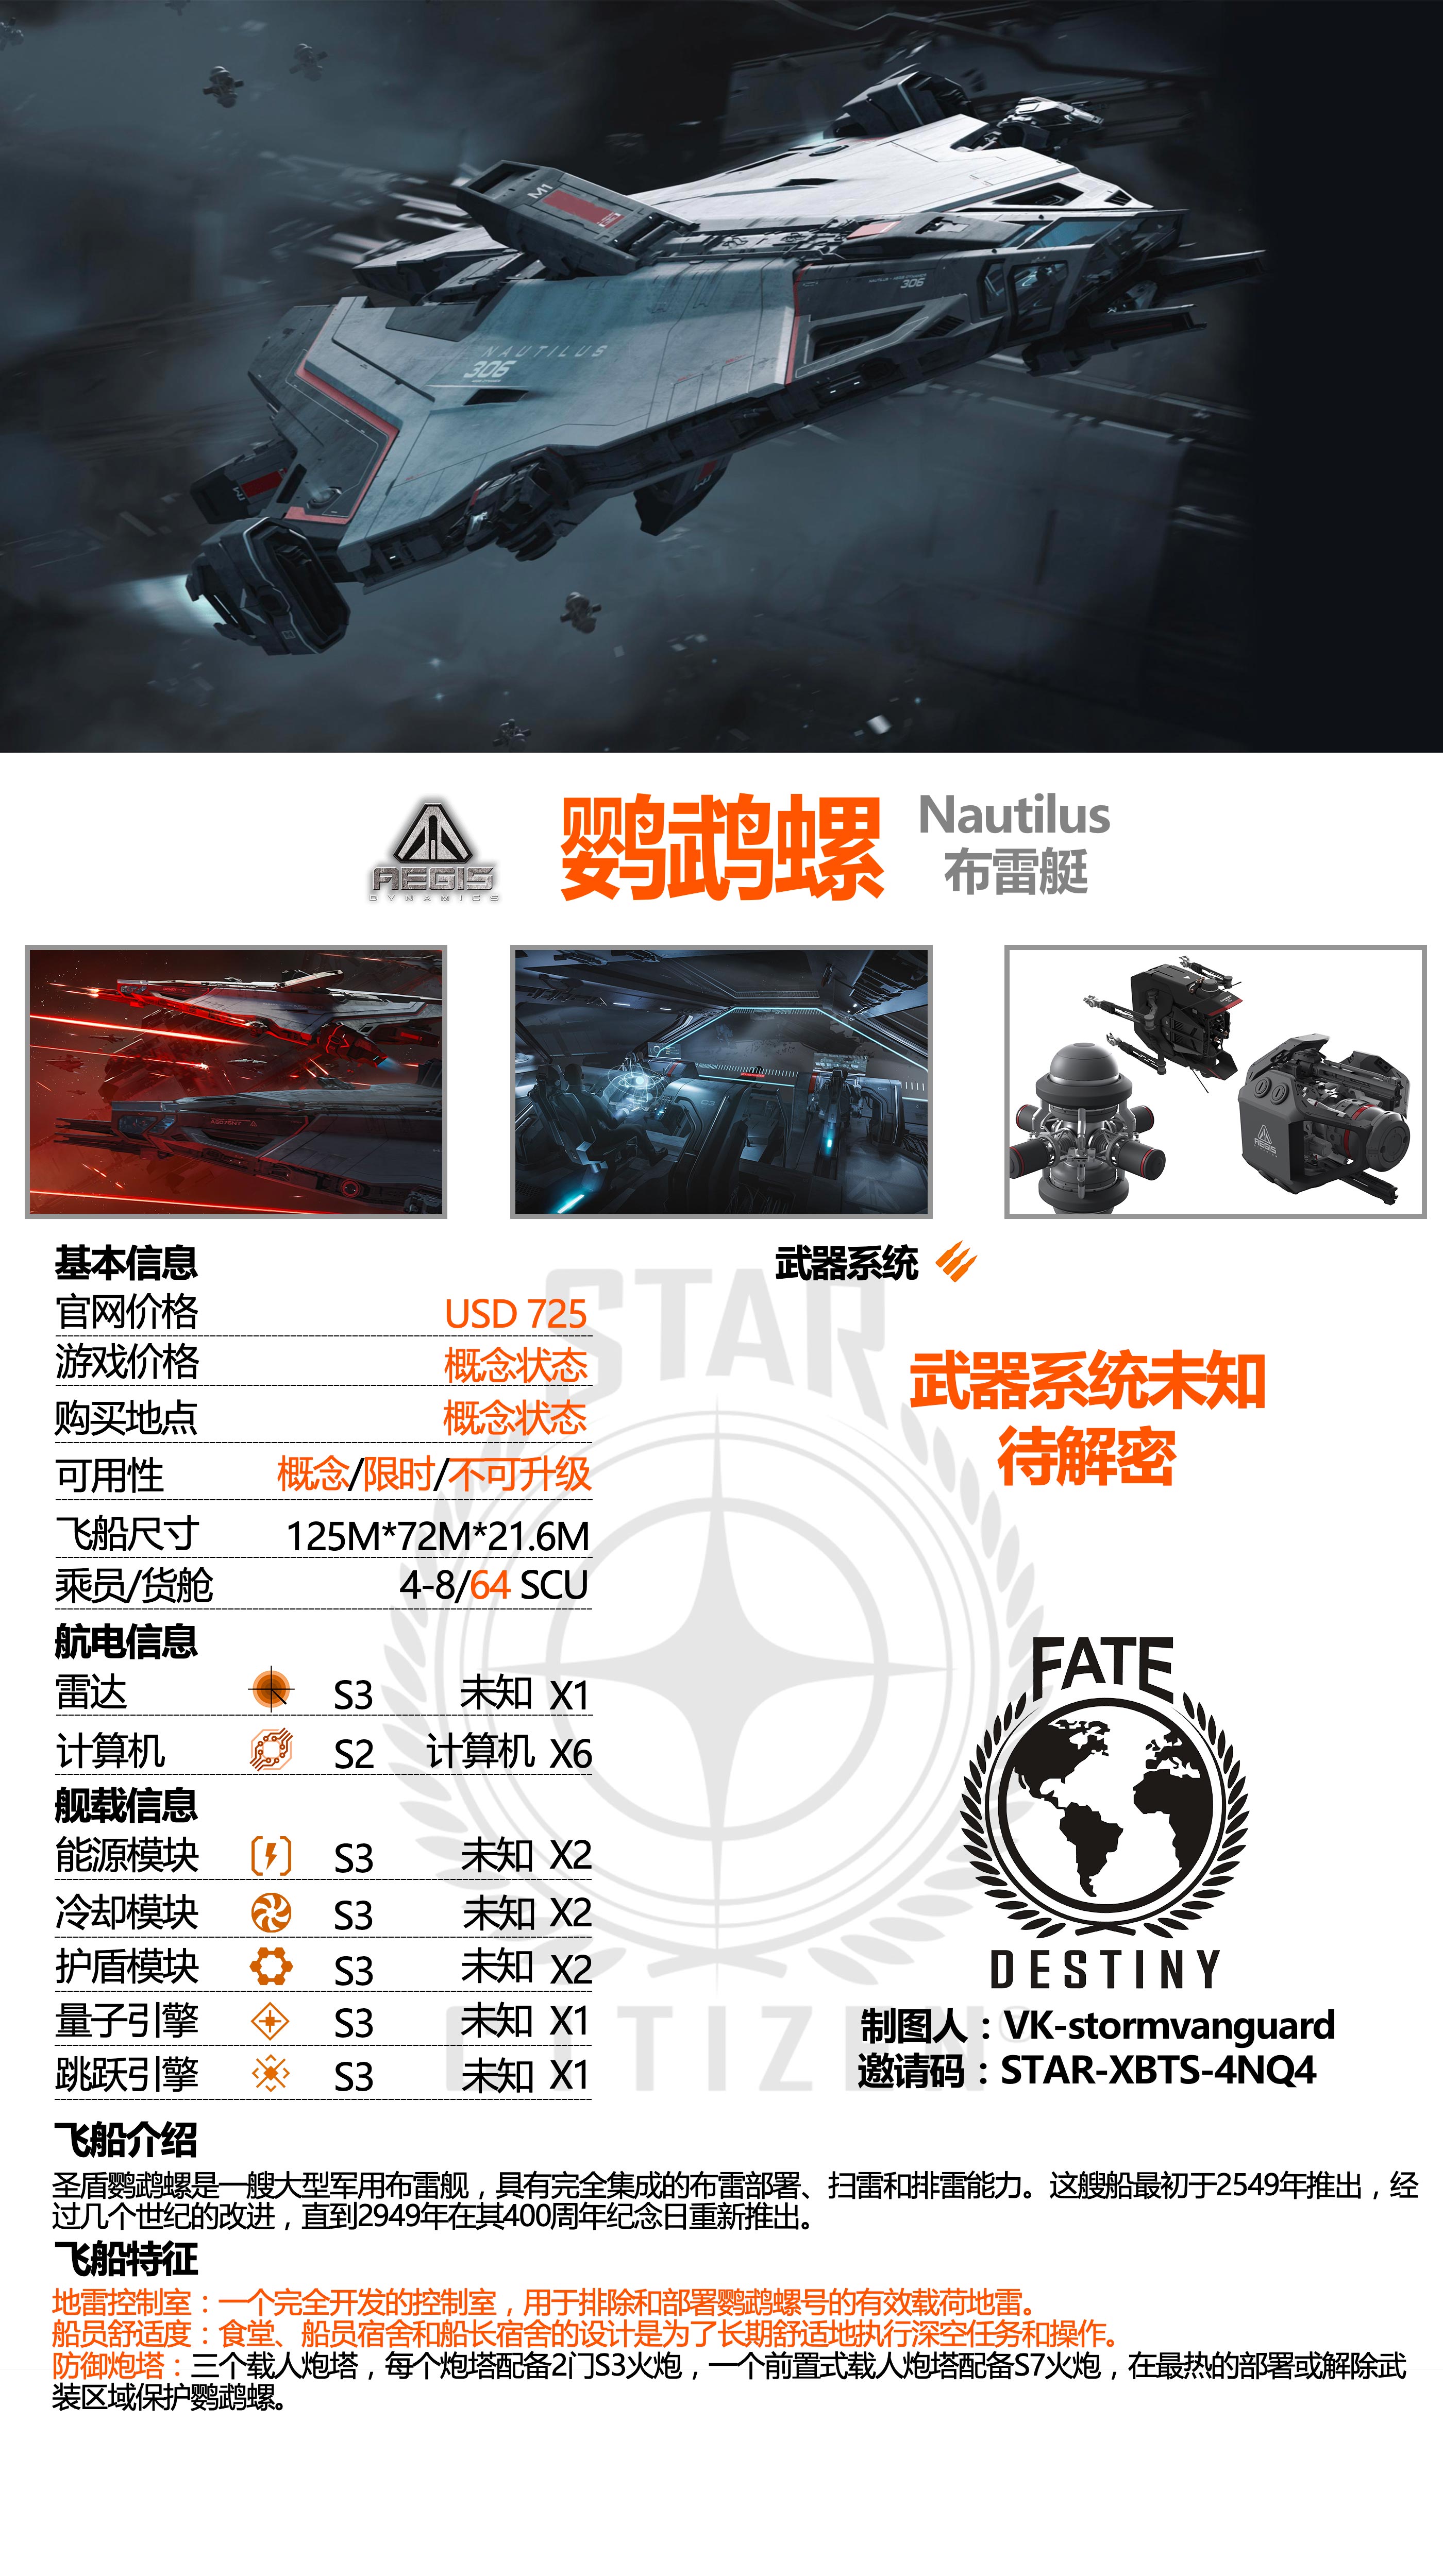 M1
NAUTILUS
306
306
AEGIS
DYNAMICS
鹦鹉螺
Nautilus
布雷艇
AEGIS
基本信息
官网价格 USD 725
游戏价格 概念状态
购买地点 概念状态
可用性 概念/限时/不可升级
飞船尺寸 125M*72M*21.6M
乘员/货舱 4-8/64 SCU
航电信息
雷达 S3 未知 X1
计算机 S2 计算机 X6
舰载信息
能源模块 S3 未知 X2
冷却模块 S3 未知 X2
护盾模块 S3 未知 X2
量子引擎 S3 未知 X1
跳跃引擎 S3 未知 X1
武器系统
武器系统未知
待解密
STAR
CITIZEN
FATE
DESTINY
制图人：VK-stormvanguard
邀请码：STAR-XBTS-4NQ4
飞船介绍
圣盾鹦鹉螺是一艘大型军用布雷舰，具有完全集成的布雷部署、扫雷和排雷能力。这艘船最初于2549年推出，经
过几个世纪的改进，直到2949年在其400周年纪念日重新推出。
飞船特征
地雷控制室：一个完全开发的控制室，用于排除和部署鹦鹉螺号的有效载荷地雷。
船员舒适度：食堂、船员宿舍和船长宿舍的设计是为了长期舒适地执行深空任务和操作。
防御炮塔：三个载人炮塔，每个炮塔配备2门S3火炮，一个前置式载人炮塔配备S7火炮，在最热的部署或解除武
装区域保护鹦鹉螺。